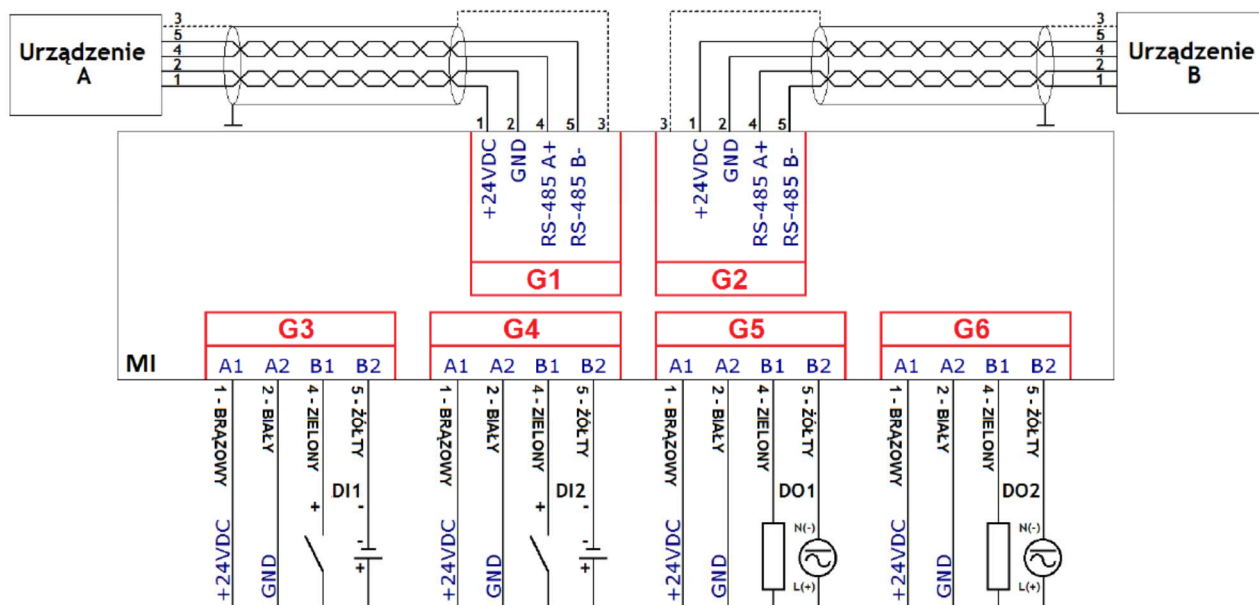 Urządzenie
A
3
5
4
2
1
3
5
4
2
1
Urządzenie
B
1 2 4 5 3
3 1 2 4 5
+24VDC
GND
RS-485 A+
RS-485 B-
+24VDC
GND
RS-485 A+
RS-485 B-
G1
G2
G3
G4
G5
G6
MI
A1 A2 B1 B2
A1 A2 B1 B2
A1 A2 B1 B2
A1 A2 B1 B2
1 - BRĄZOWY
2 - BIAŁY
4 - ZIELONY
5 - ŻÓŁTY
1 - BRĄZOWY
2 - BIAŁY
4 - ZIELONY
5 - ŻÓŁTY
1 - BRĄZOWY
2 - BIAŁY
4 - ZIELONY
5 - ŻÓŁTY
1 - BRĄZOWY
2 - BIAŁY
4 - ZIELONY
5 - ŻÓŁTY
DI1
+ -
-
+
DI2
+ -
-
+
DO1
N(-)
L(+)
DO2
N(-)
L(+)
+24VDC
GND
+24VDC
GND
+24VDC
GND
+24VDC
GND